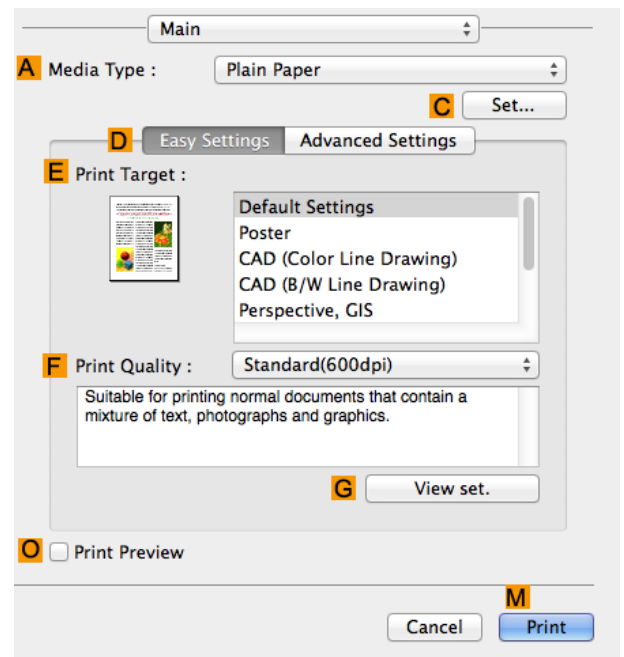 Main
A Media Type : Plain Paper
C Set...
D Easy Settings Advanced Settings
E Print Target :
Default Settings
Poster
CAD (Color Line Drawing)
CAD (B/W Line Drawing)
Perspective, GIS
F Print Quality : Standard(600dpi)
Suitable for printing normal documents that contain a
mixture of text, photographs and graphics.
G View set.
O Print Preview
M
Cancel Print